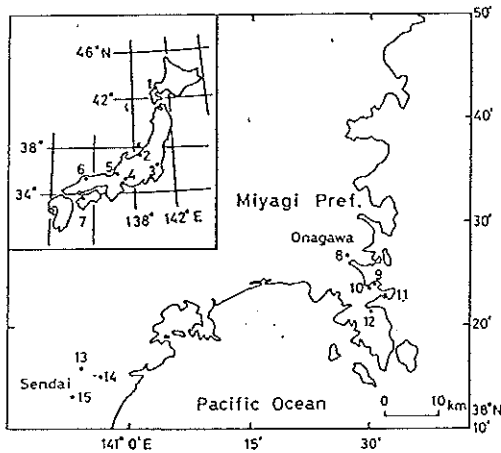 50'
46°N
1
42°
40'
38°
2
5
6
4
3
34°
7
138°
142°E
Miyagi Pref.
30'
Onagawa
8
9
10
11
12
20'
13
14
Sendai
15
Pacific Ocean
0 10 km
38°N
10'
141°0'E
15'
30'